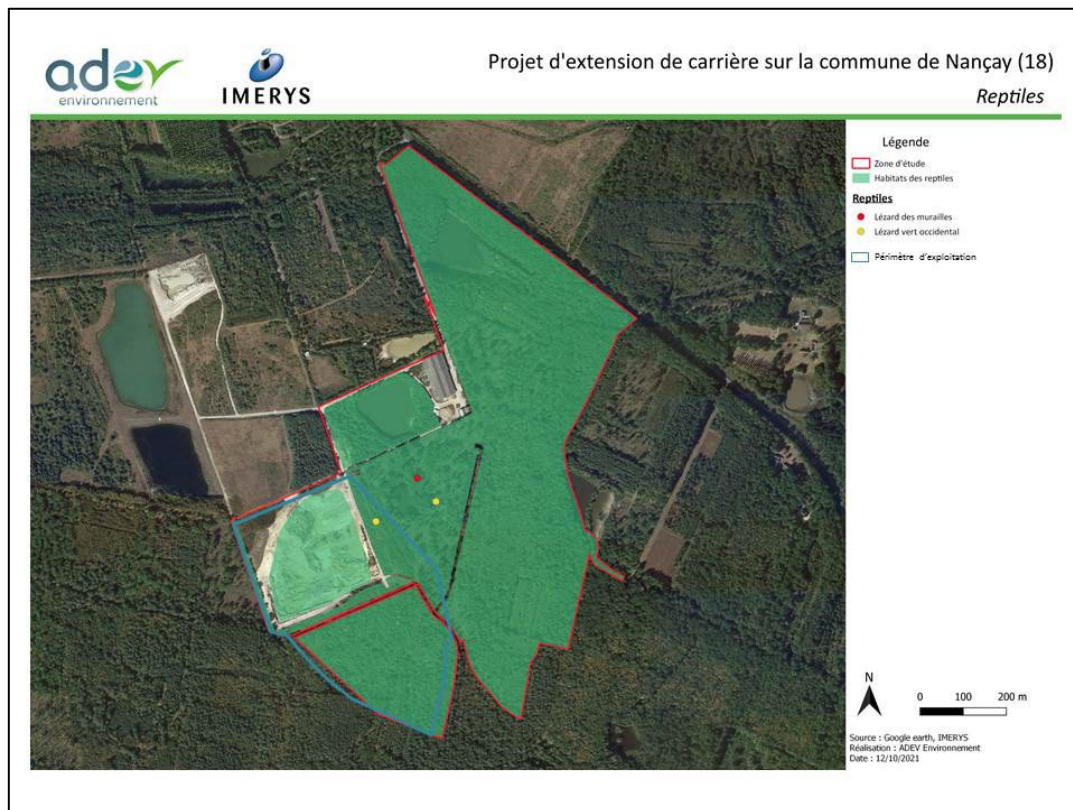 adev
environnement
IMERYS
Projet d'extension de carrière sur la commune de Nançay (18)
Reptiles
Légende
Zone d'étude
Habitats des reptiles
Reptiles
Lézard des murailles
Lézard vert occidental
Périmètre d'exploitation
N
0 100 200 m
Source : Google earth, IMERYS
Réalisation : ADEV Environnement
Date : 12/10/2021